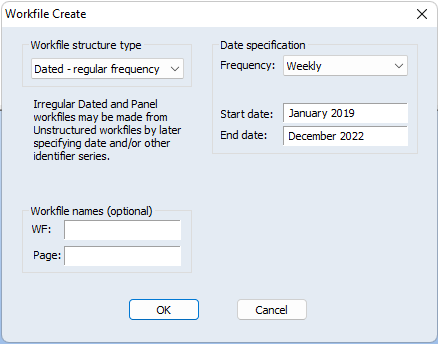 Workfile Create
Workfile structure type
Dated - regular frequency
Irregular Dated and Panel
workfiles may be made from
Unstructured workfiles by later
specifying date and/or other
identifier series.
Date specification
Frequency: Weekly
Start date: January 2019
End date: December 2022
Workfile names (optional)
WF:
Page:
OK Cancel